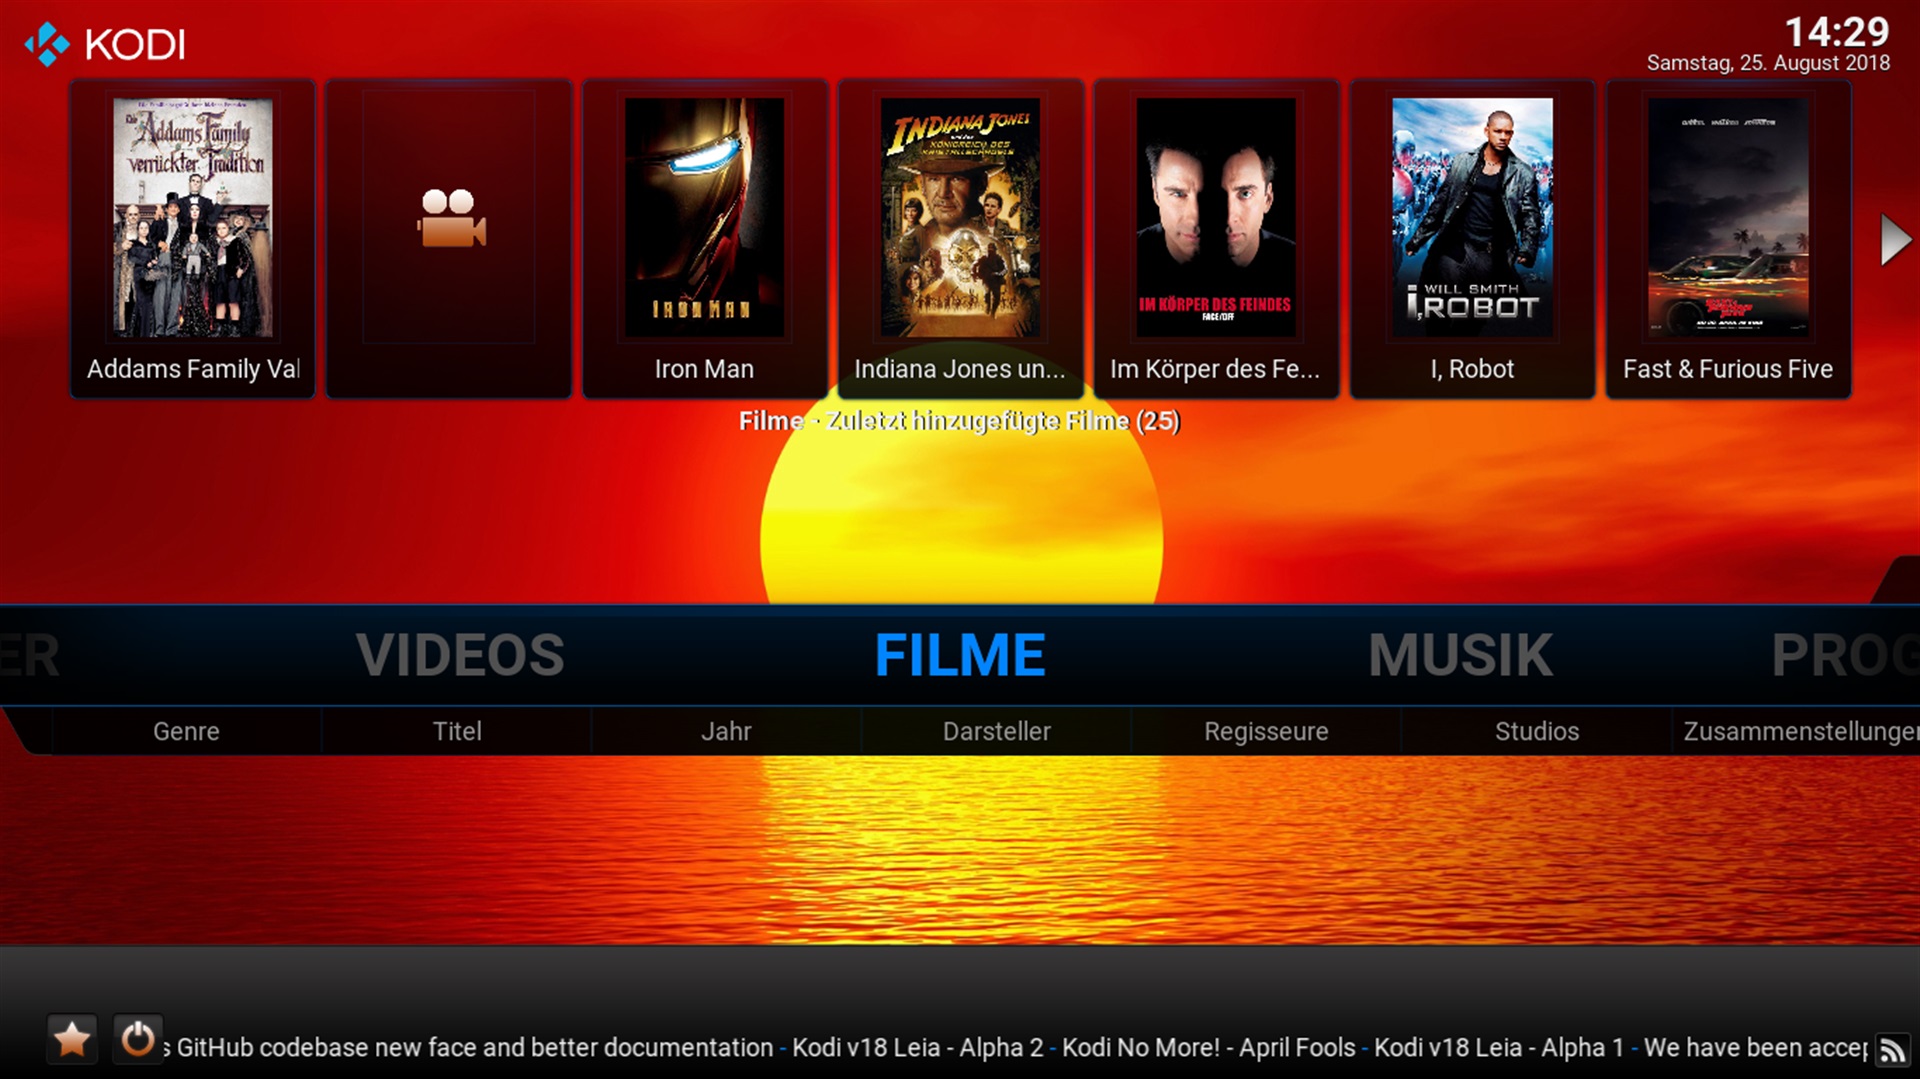 KODI
14:29
Samstag, 25. August 2018
Die Addams Family
in verrückter Tradition
IRON MAN
INDIANA JONES
UND DAS
KÖNIGREICH DES
KRISTALLSCHÄDELS
IM KÖRPER DES FEINDES
FACE/OFF
WILL SMITH
I, ROBOT
Addams Family Val
Iron Man
Indiana Jones un...
Im Körper des Fe...
I, Robot
Fast & Furious Five
Filme - Zuletzt hinzugefügte Filme (25)
ER
VIDEOS
FILME
MUSIK
PROG
Genre
Titel
Jahr
Darsteller
Regisseure
Studios
Zusammenstellungen
s GitHub codebase new face and better documentation - Kodi v18 Leia - Alpha 2 - Kodi No More! - April Fools - Kodi v18 Leia - Alpha 1 - We have been accep